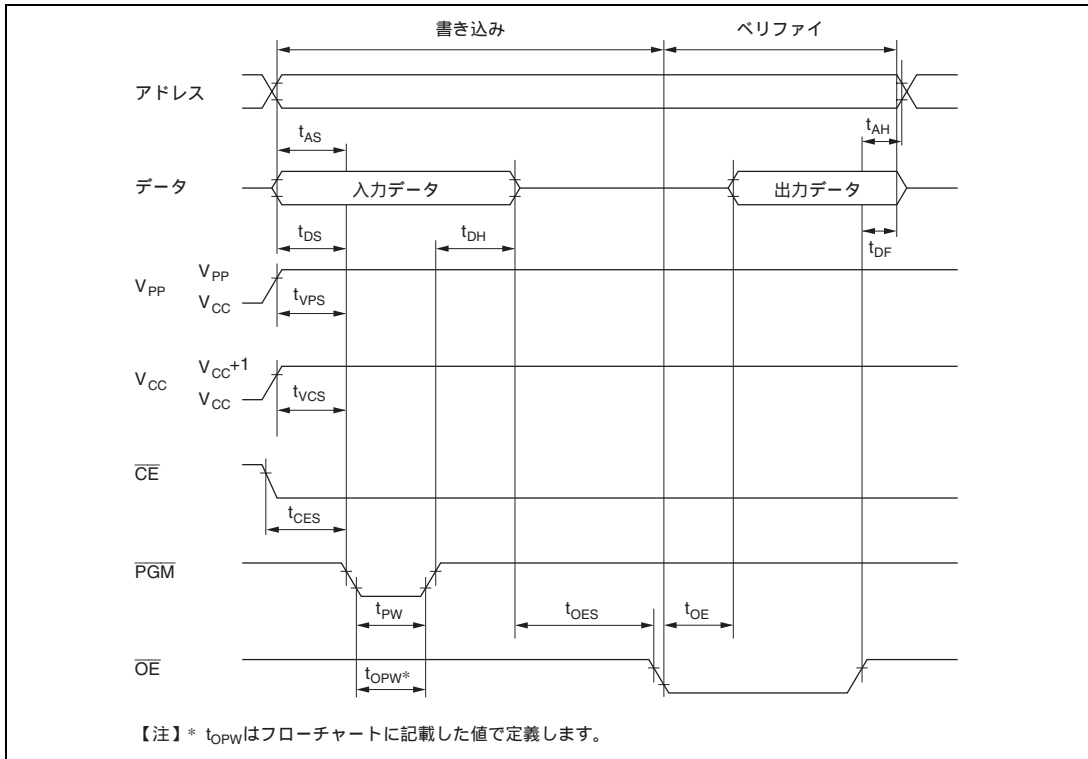 書き込み ベリファイ
アドレス
tAS tAH
データ 入力データ 出力データ
tDS tDH tDF
VPP VPP
VCC tVPS
VCC VCC+1
VCC tVCS
CE
tCES
PGM
tPW
tOES tOE
OE
tOPW*
【注】* tOPWはフローチャートに記載した値で定義します。